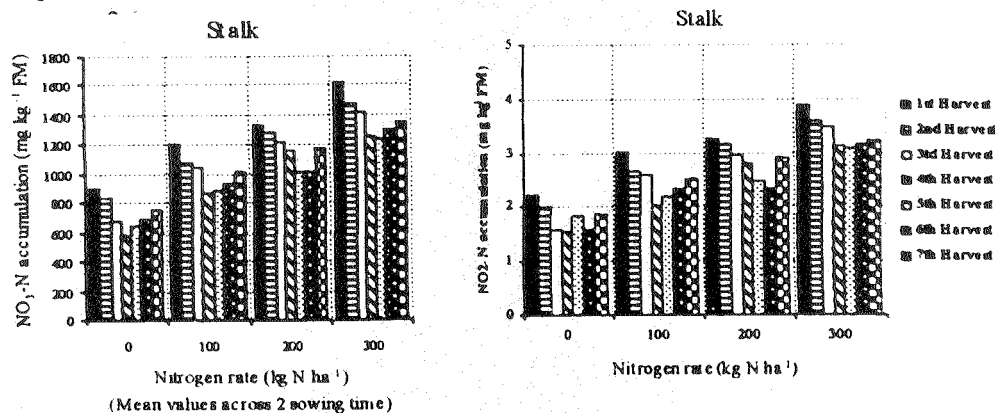 Stalk
NO3-N accumulation (mg kg-1 FM)
1800
1600
1400
1200
1000
800
600
400
200
0
0 100 200 300
Nitrogen rate (kg N ha-1)
(Mean values across 2 sowing time)
Stalk
NO2-N accumulation (mg kg-1 FM)
5
4
3
2
1
0
0 100 200 300
Nitrogen rate (kg N ha-1)
1st Harvest
2nd Harvest
3rd Harvest
4th Harvest
5th Harvest
6th Harvest
7th Harvest